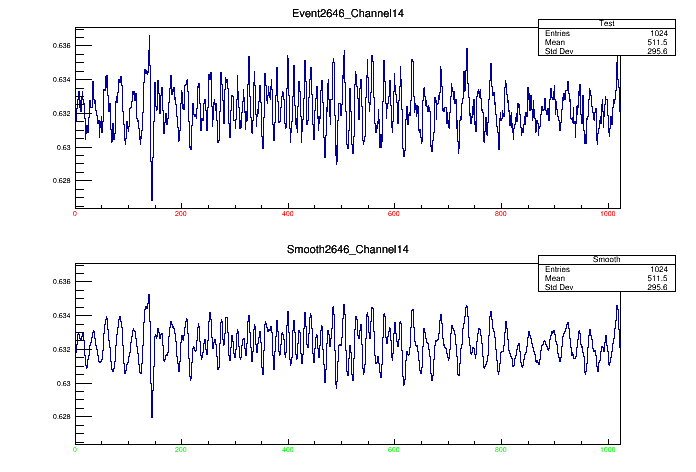 Event2646_Channel14
Test
Entries 1024
Mean 511.5
Std Dev 295.6
0.636
0.634
0.632
0.63
0.628
0 200 400 600 800 1000
Smooth2646_Channel14
Smooth
Entries 1024
Mean 511.5
Std Dev 295.6
0.636
0.634
0.632
0.63
0.628
0 200 400 600 800 1000